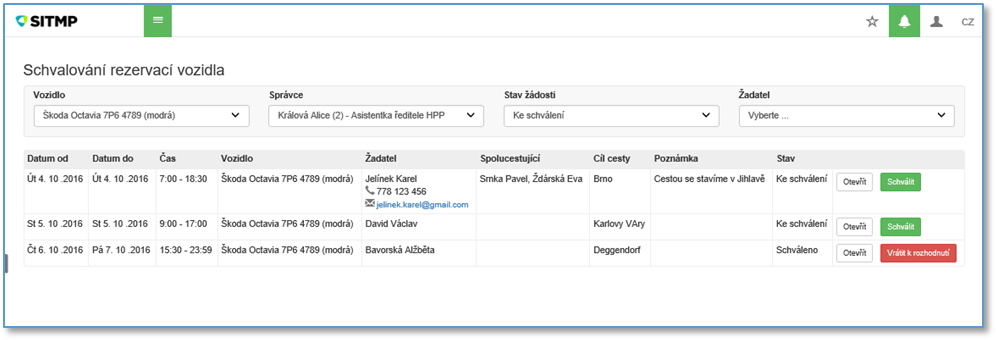 SITMP CZ
Schvalování rezervací vozidla
Vozidlo Správce Stav žádosti Žadatel
Škoda Octavia 7P6 4789 (modrá) Králová Alice (2) - Asistentka ředitele HPP Ke schválení Vyberte ...
Datum od Datum do Čas Vozidlo Žadatel Spolucestující Cíl cesty Poznámka Stav
Út 4. 10 .2016 Út 4. 10 .2016 7:00 - 18:30 Škoda Octavia 7P6 4789 (modrá) Jelínek Karel Srnka Pavel, Ždárská Eva Brno Cestou se stavíme v Jihlavě Ke schválení Otevřít Schválit
778 123 456
jelinek.karel@gmail.com
St 5. 10 .2016 St 5. 10 .2016 9:00 - 17:00 Škoda Octavia 7P6 4789 (modrá) David Václav Karlovy VAry Ke schválení Otevřít Schválit
Čt 6. 10 .2016 Pá 7. 10 .2016 15:30 - 23:59 Škoda Octavia 7P6 4789 (modrá) Bavorská Alžběta Deggendorf Schváleno Otevřít Vrátit k rozhodnutí